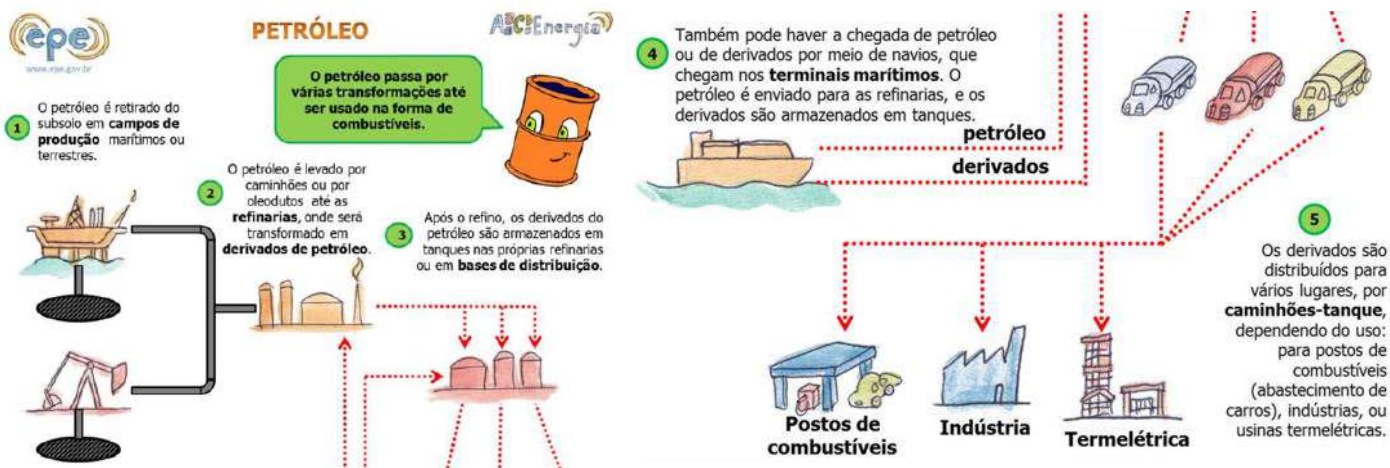 epe
www.epe.gov.br
PETRÓLEO
ABCDEnergia
O petróleo passa por
várias transformações até
ser usado na forma de
combustíveis.
1
O petróleo é retirado do
subsolo em campos de
produção marítimos ou
terrestres.
2
O petróleo é levado por
caminhões ou por
oleodutos até as
refinarias, onde será
transformado em
derivados de petróleo.
3
Após o refino, os derivados do
petróleo são armazenados em
tanques nas próprias refinarias
ou em bases de distribuição.
4
Também pode haver a chegada de petróleo
ou de derivados por meio de navios, que
chegam nos terminais marítimos. O
petróleo é enviado para as refinarias, e os
derivados são armazenados em tanques.
petróleo
derivados
5
Os derivados são
distribuídos para
vários lugares, por
caminhões-tanque,
dependendo do uso:
para postos de
combustíveis
(abastecimento de
carros), indústrias, ou
usinas termelétricas.
Postos de
combustíveis
Indústria
Termelétrica